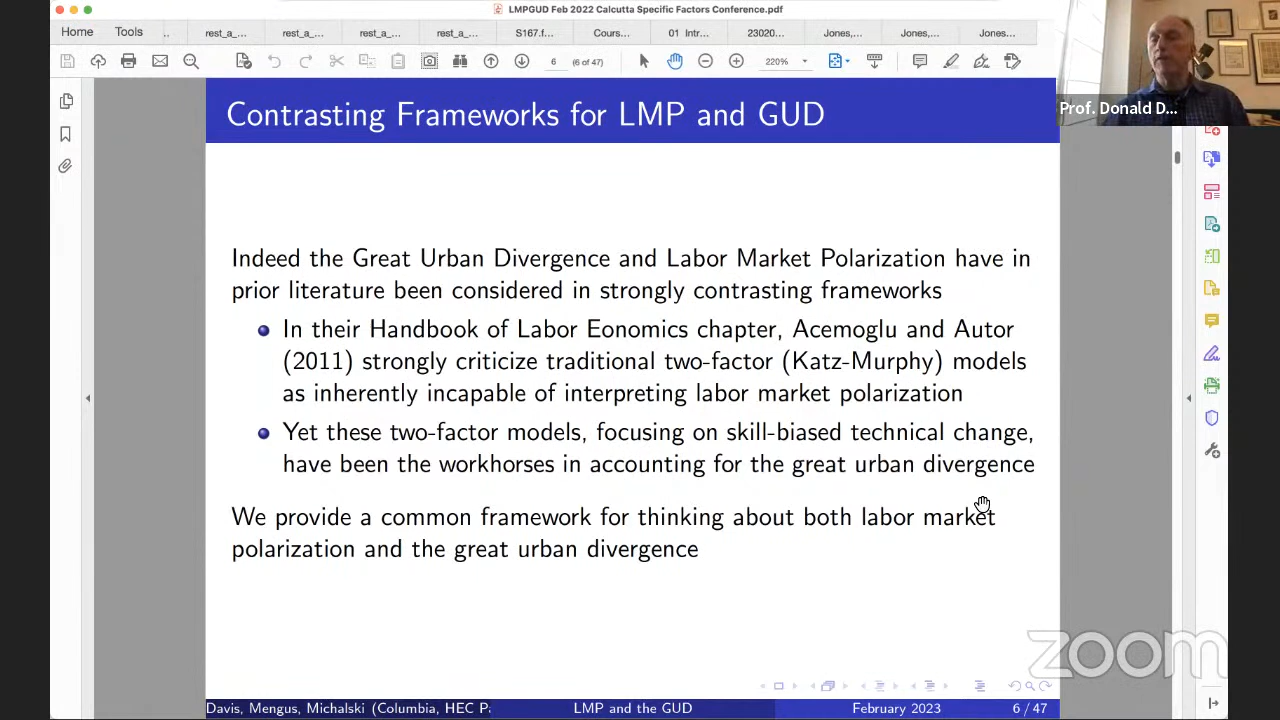 LMPGUD Feb 2022 Calcutta Specific Factors Conference.pdf
Home Tools ... rest_a_... rest_a_... rest_a_... rest_a_... S167.f... Cours... 01 Intr... 23020... Jones,... Jones,... Jones...
6 (6 of 47) 220%
Prof. Donald D...
Contrasting Frameworks for LMP and GUD
Indeed the Great Urban Divergence and Labor Market Polarization have in
prior literature been considered in strongly contrasting frameworks
In their Handbook of Labor Eonomics chapter, Acemoglu and Autor
(2011) strongly criticize traditional two-factor (Katz-Murphy) models
as inherently incapable of interpreting labor market polarization
Yet these two-factor models, focusing on skill-biased technical change,
have been the workhorses in accounting for the great urban divergence
We provide a common framework for thinking about both labor market
polarization and the great urban divergence
zoom
Davis, Mengus, Michalski (Columbia, HEC Pa LMP and the GUD February 2023 6 / 47